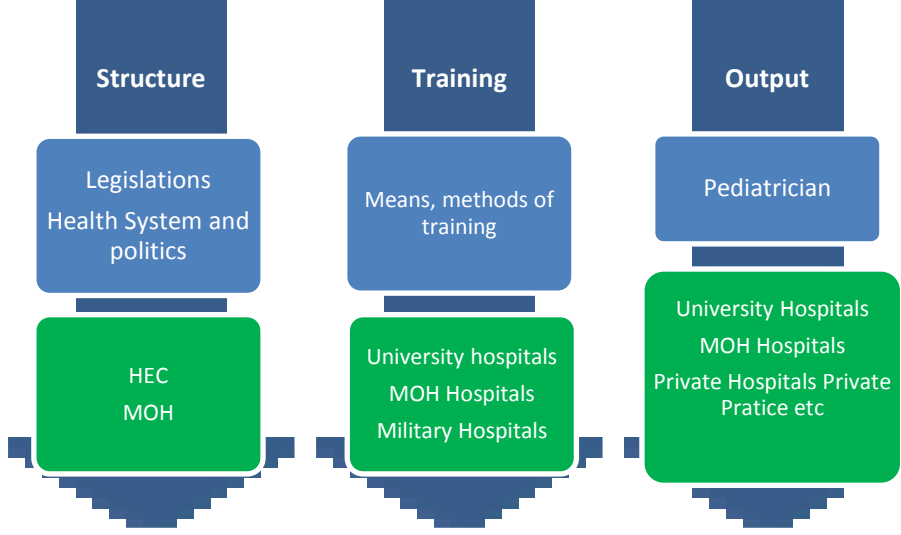 Structure
Legislations
Health System and
politics
HEC
MOH
Training
Means, methods of
training
University hospitals
MOH Hospitals
Military Hospitals
Output
Pediatrician
University Hospitals
MOH Hospitals
Private Hospitals Private
Pratice etc